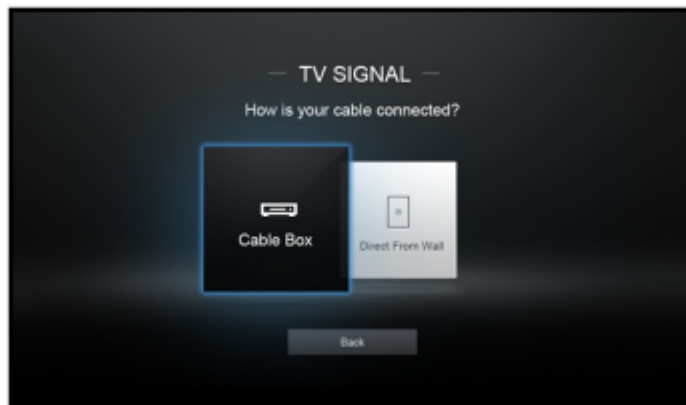 TV SIGNAL
How is your cable connected?
Cable Box
Direct From Wall
Back